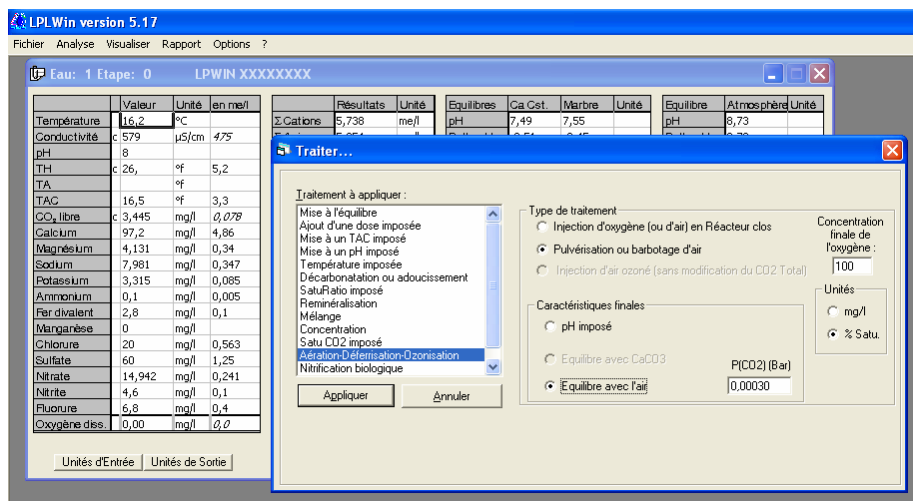 LPLWin version 5.17
Fichier Analyse Visualiser Rapport Options ?
Eau: 1 Etape: 0 LPWIN XXXXXXXX
Valeur Unité en me/l
Température 16,2 °C
Conductivité c 579 µS/cm 475
pH 8
TH c 26, °f 5,2
TA °f
TAC 16,5 °f 3,3
CO₂ libre c 3,445 mg/l 0,078
Calcium 97,2 mg/l 4,86
Magnésium 4,131 mg/l 0,34
Sodium 7,981 mg/l 0,347
Potassium 3,315 mg/l 0,085
Ammonium 0,1 mg/l 0,005
Fer divalent 2,8 mg/l 0,1
Manganèse 0 mg/l
Chlorure 20 mg/l 0,563
Sulfate 60 mg/l 1,25
Nitrate 14,942 mg/l 0,241
Nitrite 4,6 mg/l 0,1
Fluorure 6,8 mg/l 0,4
Oxygène diss. 0,00 mg/l 0,0
Unités d'Entrée Unités de Sortie
Résultats Unité
Σ Cations 5,738 me/l
Equilibres Ca Cst. Marbre Unité
pH 7,49 7,55
Equilibre Atmosphère Unité
pH 8,73
Traiter...
Traitement à appliquer :
Mise à l'équilibre
Ajout d'une dose imposée
Mise à un TAC imposé
Mise à un pH imposé
Température imposée
Décarbonatation ou adoucissement
SatuRatio imposé
Reminéralisation
Mélange
Concentration
Satu CO2 imposé
Aération-Déferrisation-Ozonisation
Nitrification biologique
Appliquer Annuler
Type de traitement
Injection d'oxygène (ou d'air) en Réacteur clos
Pulvérisation ou barbotage d'air
Injection d'air ozoné (sans modification du CO2 Total)
Concentration
finale de
l'oxygène :
100
Unités
mg/l
% Satu.
Caractéristiques finales
pH imposé
Equilibre avec CaCO3
Equilibre avec l'air
P(CO2) (Bar)
0,00030